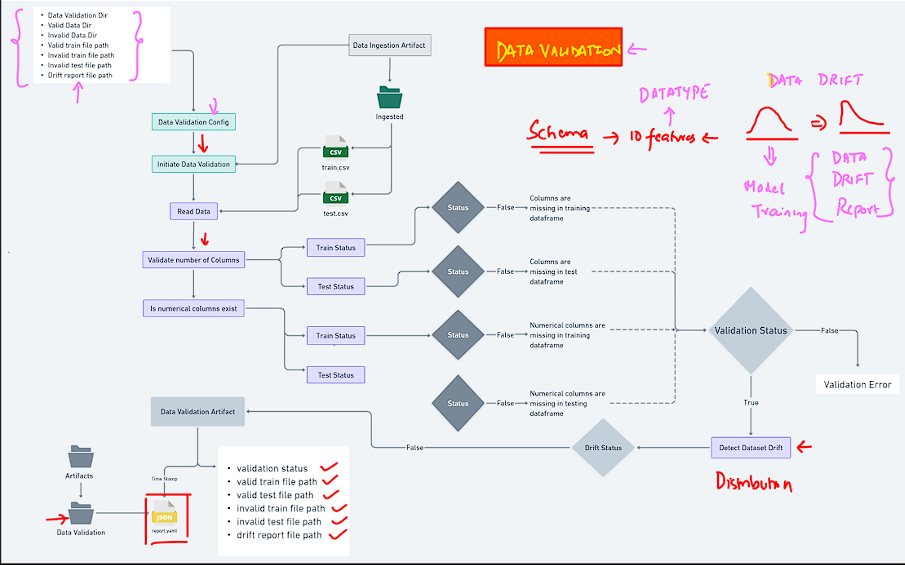 • Data Validation Dir
• Valid Data Dir
• Invalid Data Dir
• Valid train file path
• Invalid train file path
• Invalid test file path
• Drift report file path
Data Ingestion Artifact
DATA VALIDATION
DATA DRIFT
DATATYPE
Schema → 10 features ←
Model
Training
DATA
DRIFT
Report
Ingested
Data Validation Config
Initiate Data Validation
CSV
train.csv
CSV
test.csv
Read Data
Validate number of Columns
Is numerical columns exist
Train Status
Test Status
Train Status
Test Status
Status
False
Columns are
missing in training
dataframe
Status
False
Columns are
missing in test
dataframe
Status
False
Numerical columns are
missing in training
dataframe
Status
False
Numerical columns are
missing in testing
dataframe
Validation Status
False
Validation Error
True
Detect Dataset Drift
Distribution
Drift Status
False
Data Validation Artifact
Time Stamp
Artifacts
Data Validation
JSON
report.yaml
• validation status
• valid train file path
• valid test file path
• invalid train file path
• invalid test file path
• drift report file path